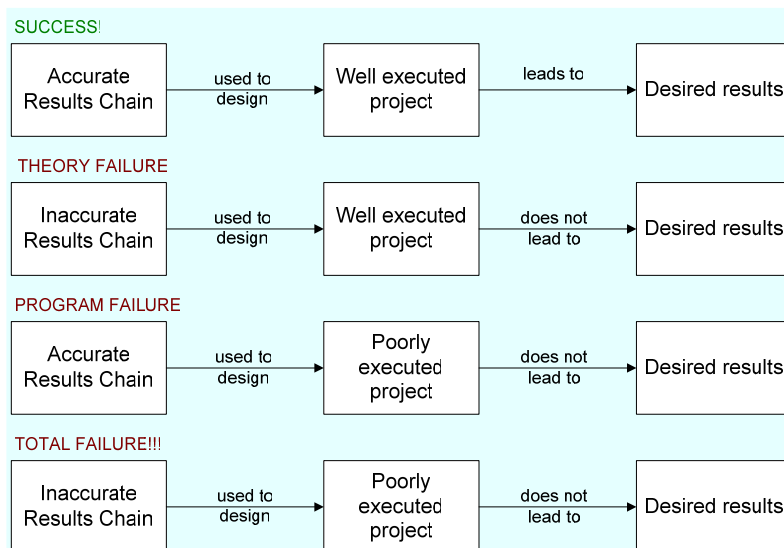 SUCCESS!
Accurate
Results Chain
used to
design
Well executed
project
leads to
Desired results
THEORY FAILURE
Inaccurate
Results Chain
used to
design
Well executed
project
does not
lead to
Desired results
PROGRAM FAILURE
Accurate
Results Chain
used to
design
Poorly
executed
project
does not
lead to
Desired results
TOTAL FAILURE!!!
Inaccurate
Results Chain
used to
design
Poorly
executed
project
does not
lead to
Desired results